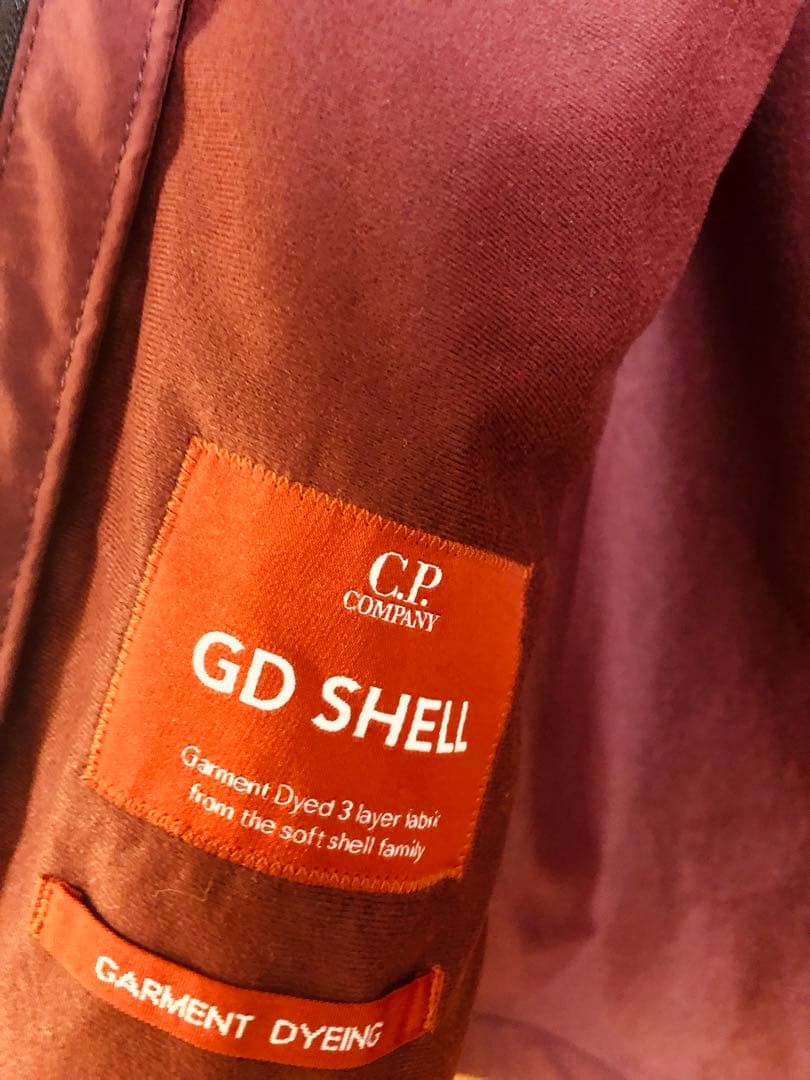 C.P.
COMPANY
GD SHELL
Garment Dyed 3 layer fabric
from the soft shell family
GARMENT DYEING